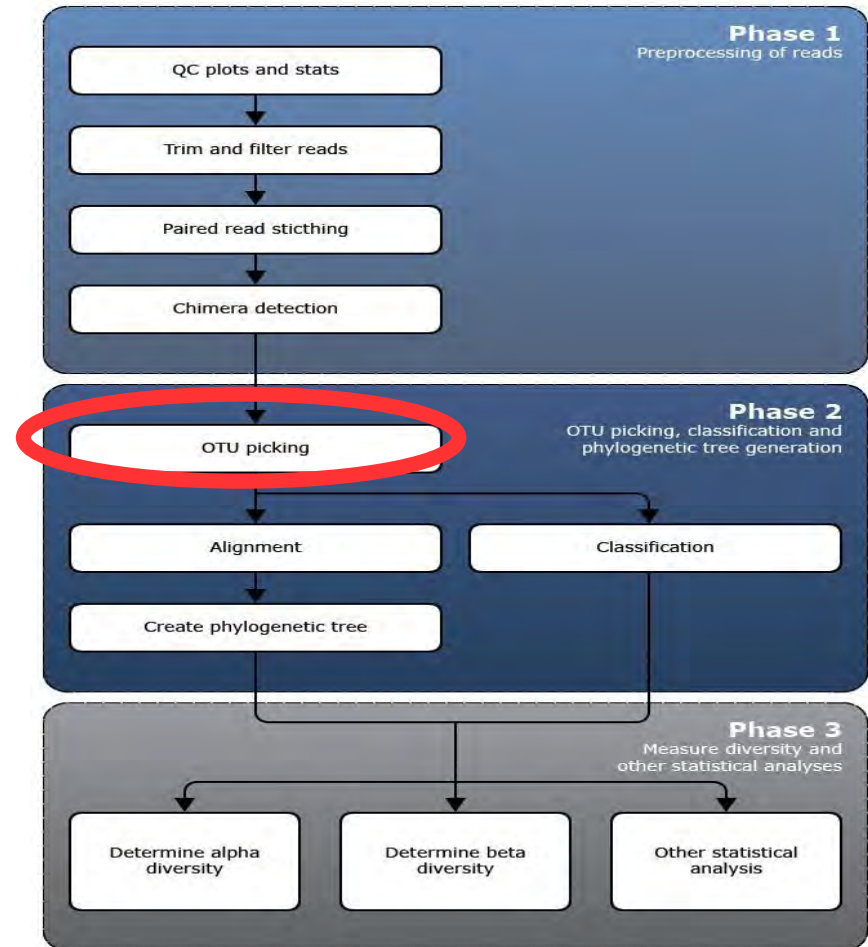 Phase 1
Preprocessing of reads
QC plots and stats
Trim and filter reads
Paired read sticthing
Chimera detection
Phase 2
OTU picking, classification and
phylogenetic tree generation
OTU picking
Alignment
Classification
Create phylogenetic tree
Phase 3
Measure diversity and
other statistical analyses
Determine alpha
diversity
Determine beta
diversity
Other statistical
analysis